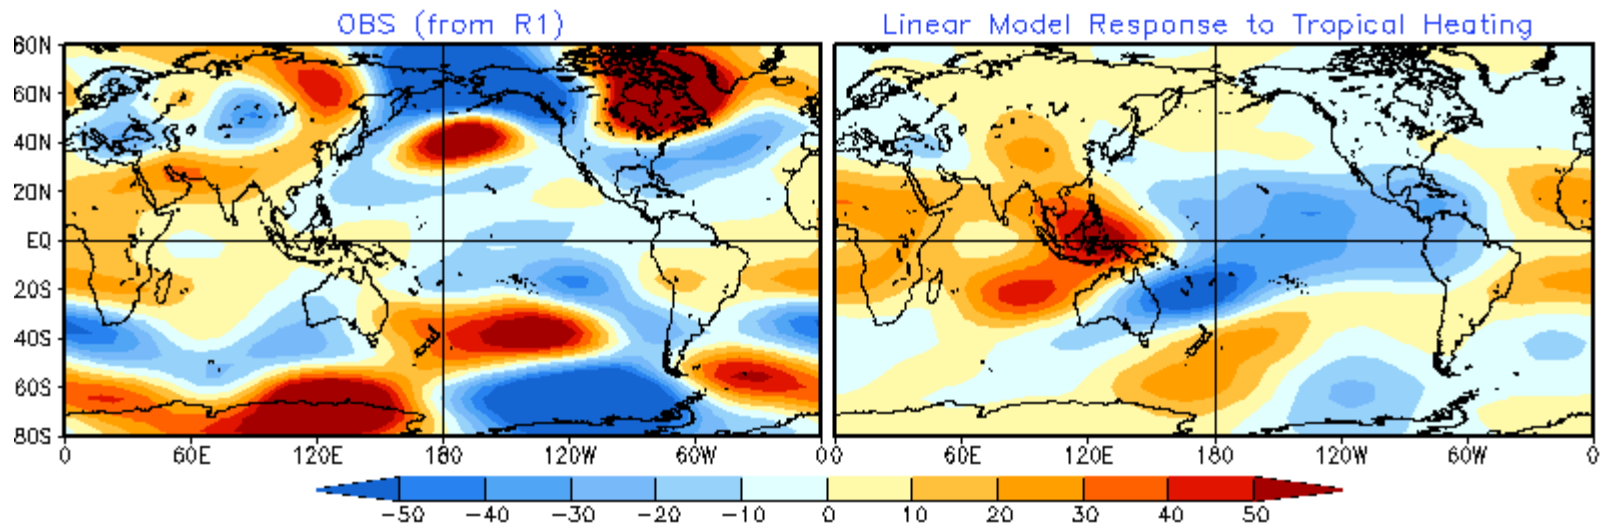 OBS (from R1)
Linear Model Response to Tropical Heating
80N
60N
40N
20N
EQ
20S
40S
60S
80S
0 60E 120E 180 120W 60W 0
0 60E 120E 180 120W 60W 0
-50 -40 -30 -20 -10 0 10 20 30 40 50